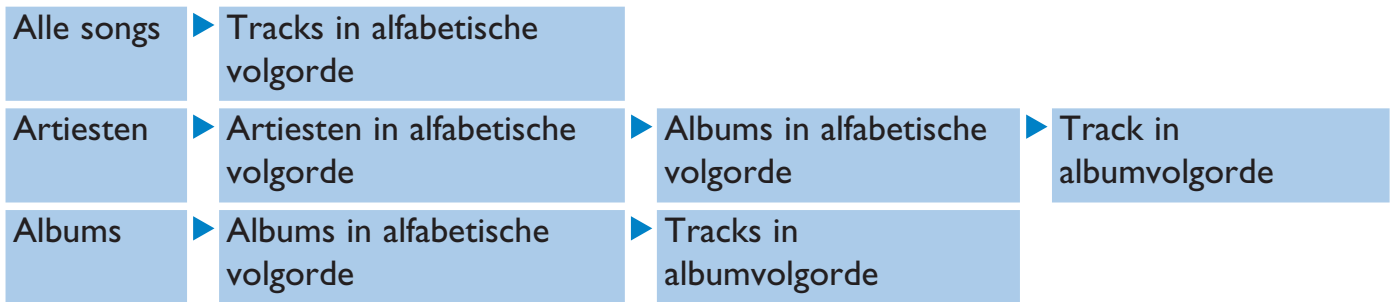 Alle songs
Tracks in alfabetische
volgorde
Artiesten
Artiesten in alfabetische
volgorde
Albums in alfabetische
volgorde
Track in
albumvolgorde
Albums
Albums in alfabetische
volgorde
Tracks in
albumvolgorde